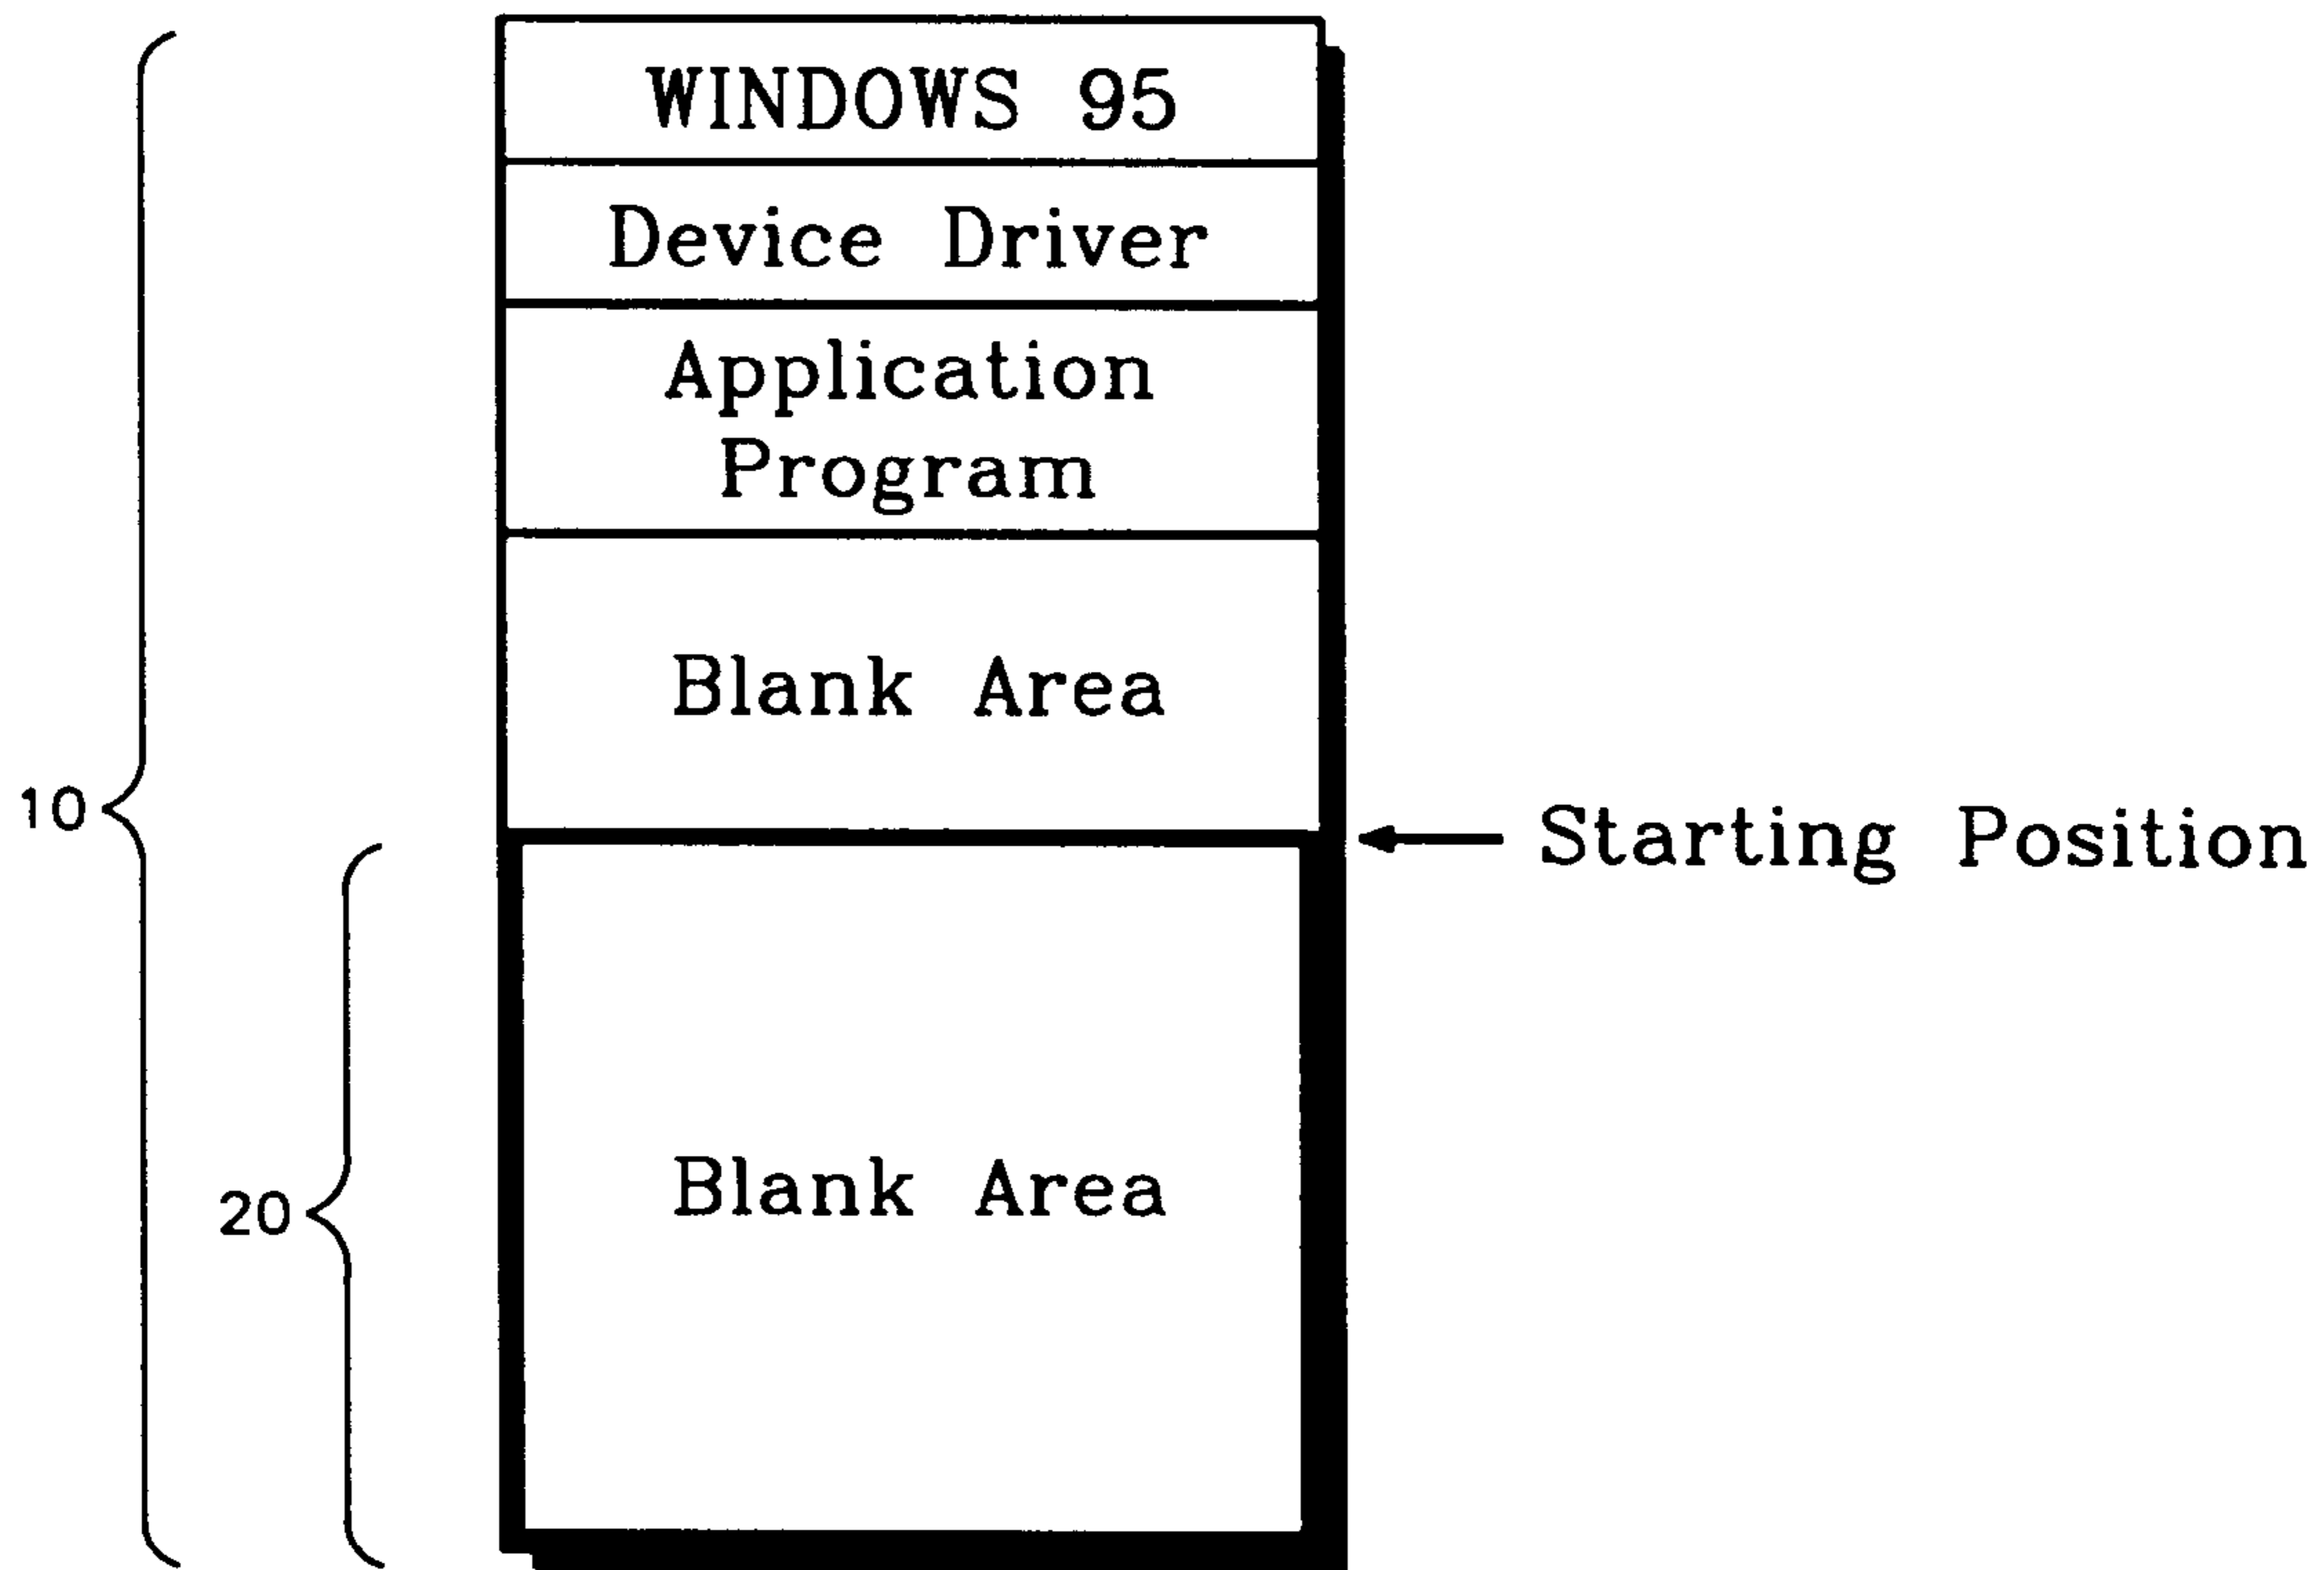 WINDOWS 95
Device Driver
Application
Program
Blank Area
10
Starting Position
20
Blank Area